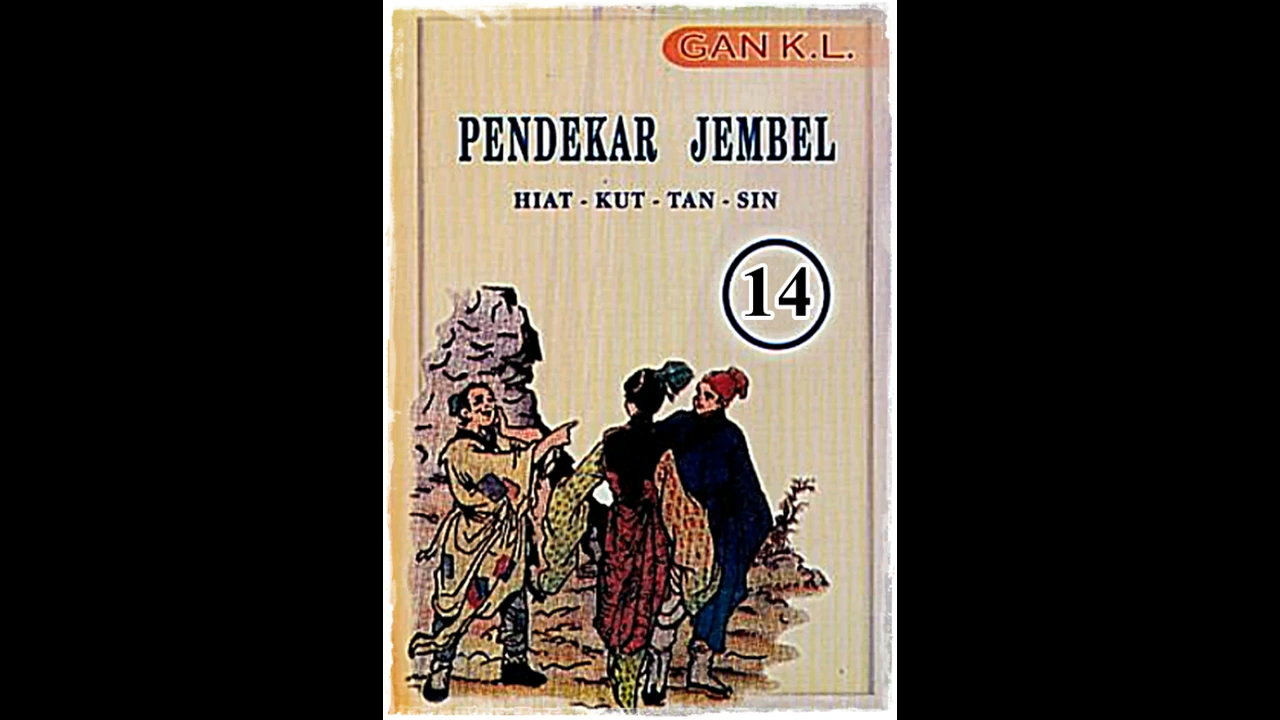 GAN K.L.
PENDEKAR JEMBEL
HIAT - KUT - TAN - SIN
14